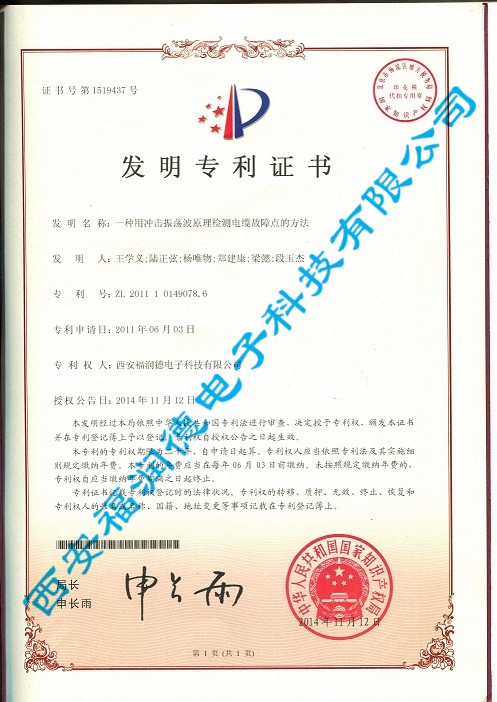 证书号第1519437号
印花税
代扣专用章
发明专利证书
发明名称：一种用冲击振荡波原理检测电缆故障点的方法
发明人：王学义;陆正弦;杨唯物;郑建康;梁懿;段玉杰
专利号：ZL 2011 1 0149078.6
专利申请日：2011年06月03日
专利权人：西安福润德电子科技有限公司
授权公告日：2014年11月12日
本发明经过本局依照中华人民共和国专利法进行审查，决定授予专利权，颁发本证书
并在专利登记簿上予以登记。专利权自授权公告之日起生效。
本专利的专利权期限为二十年，自申请日起算。专利权人应当依照专利法及其实施细
则规定缴纳年费。本专利的年费应当在每年06月03日前缴纳。未按照规定缴纳年费的，
专利权自应当缴纳年费期满之日起终止。
专利证书记载专利权登记时的法律状况。专利权的转移、质押、无效、终止、恢复和
专利权人的姓名或名称、国籍、地址变更等事项记载在专利登记簿上。
局长
申长雨
申长雨
中华人民共和国国家知识产权局
2014年11月12日
第1页(共1页)
西安福润德电子科技有限公司